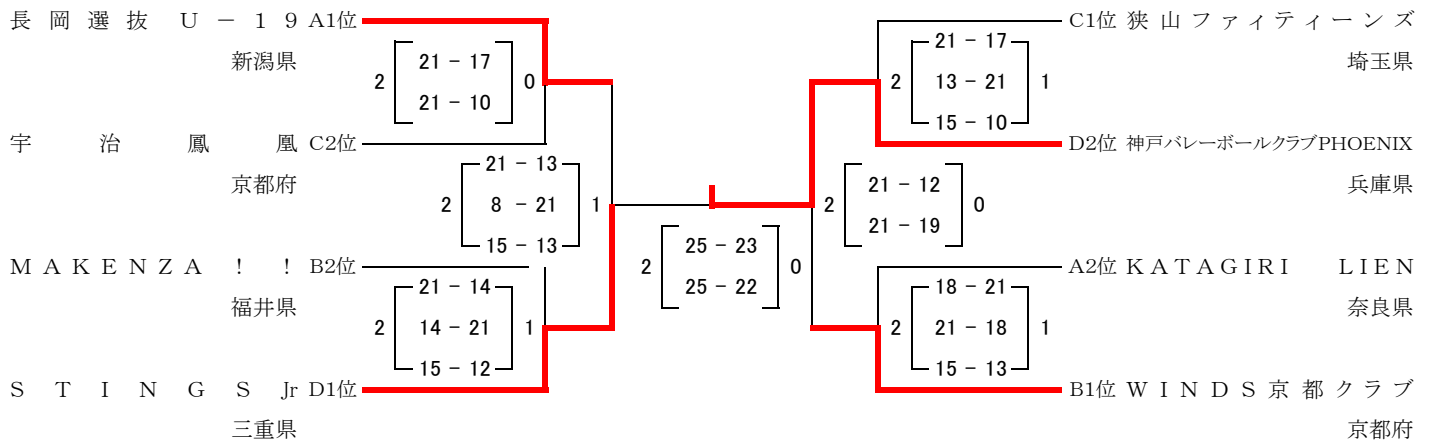 長岡選抜U－19 A1位
新潟県
2 21 - 17 0
21 - 10
宇治鳳凰 C2位
京都府
21 - 13
2 8 - 21 1
15 - 13
MAKENZA！！ B2位
福井県
21 - 14
2 14 - 21 1
15 - 12
STINGSJr D1位
三重県
25 - 23
2 0
25 - 22
C1位 狭山ファイティーンズ
埼玉県
21 - 17
2 13 - 21 1
15 - 10
D2位 神戸バレーボールクラブPHOENIX
兵庫県
21 - 12
2 0
21 - 19
A2位 KATAGIRI LIEN
奈良県
18 - 21
2 21 - 18 1
15 - 13
B1位 WINDS京都クラブ
京都府